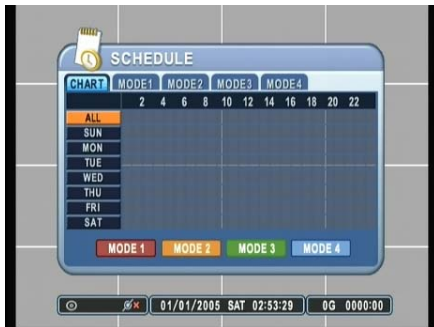 SCHEDULE
CHART MODE1 MODE2 MODE3 MODE4
2 4 6 8 10 12 14 16 18 20 22
ALL
SUN
MON
TUE
WED
THU
FRI
SAT
MODE 1 MODE 2 MODE 3 MODE 4
01/01/2005 SAT 02:53:29 0G 0000:00